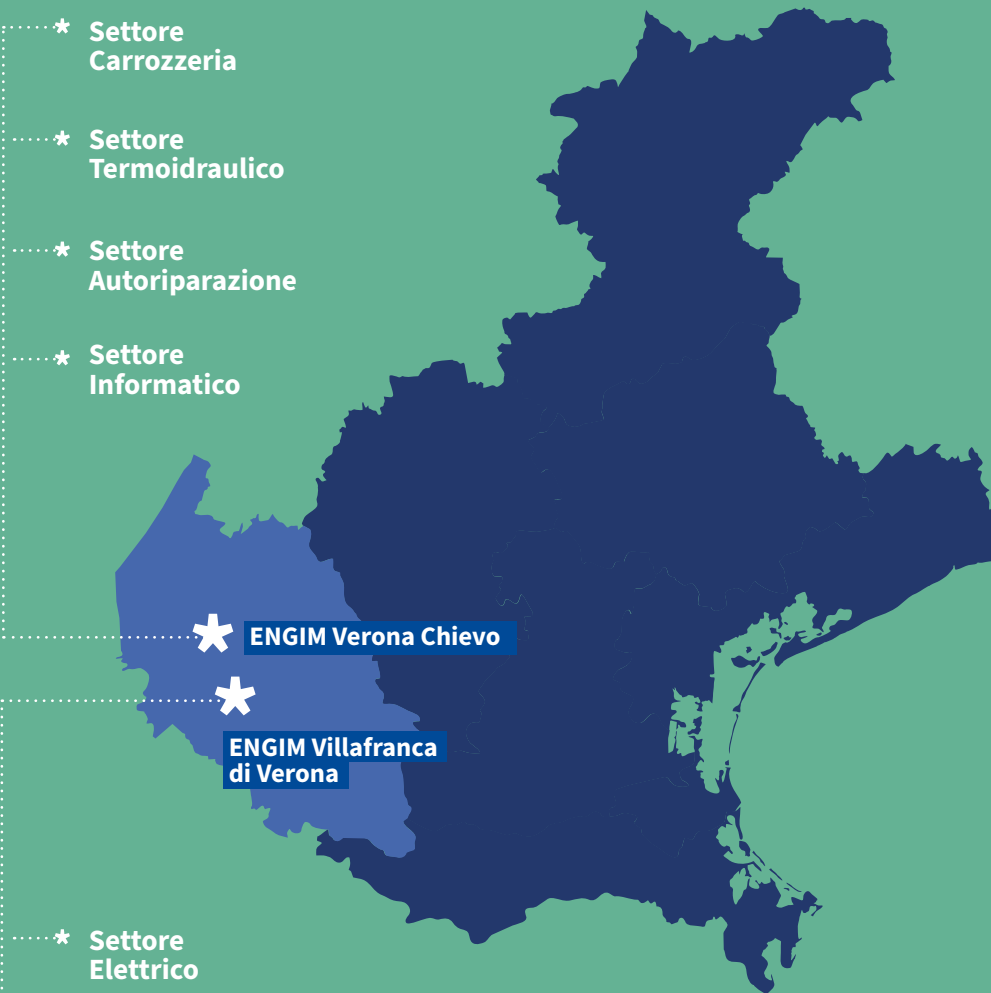 * Settore
Carrozzeria
* Settore
Termoidraulico
* Settore
Autoriparazione
* Settore
Informatico
* ENGIM Verona Chievo
* ENGIM Villafranca
di Verona
* Settore
Elettrico